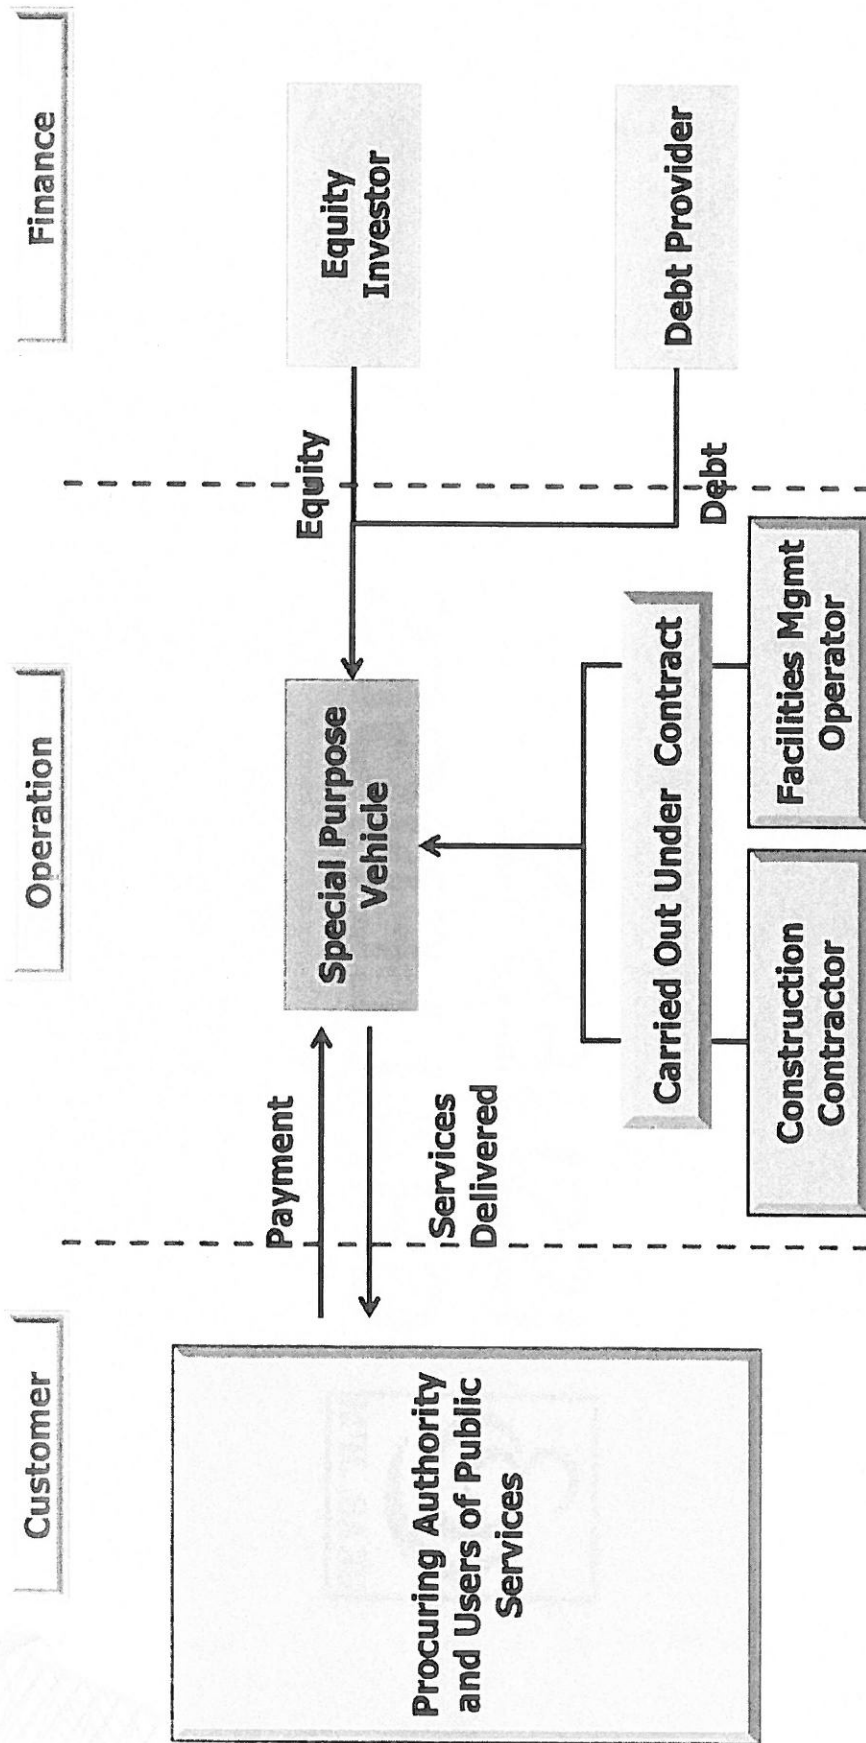 Customer
Operation
Finance
Procuring Authority
and Users of Public
Services
Payment
Services
Delivered
Special Purpose
Vehicle
Equity
Equity
Investor
Debt
Debt Provider
Carried Out Under Contract
Construction
Contractor
Facilities Mgmt
Operator